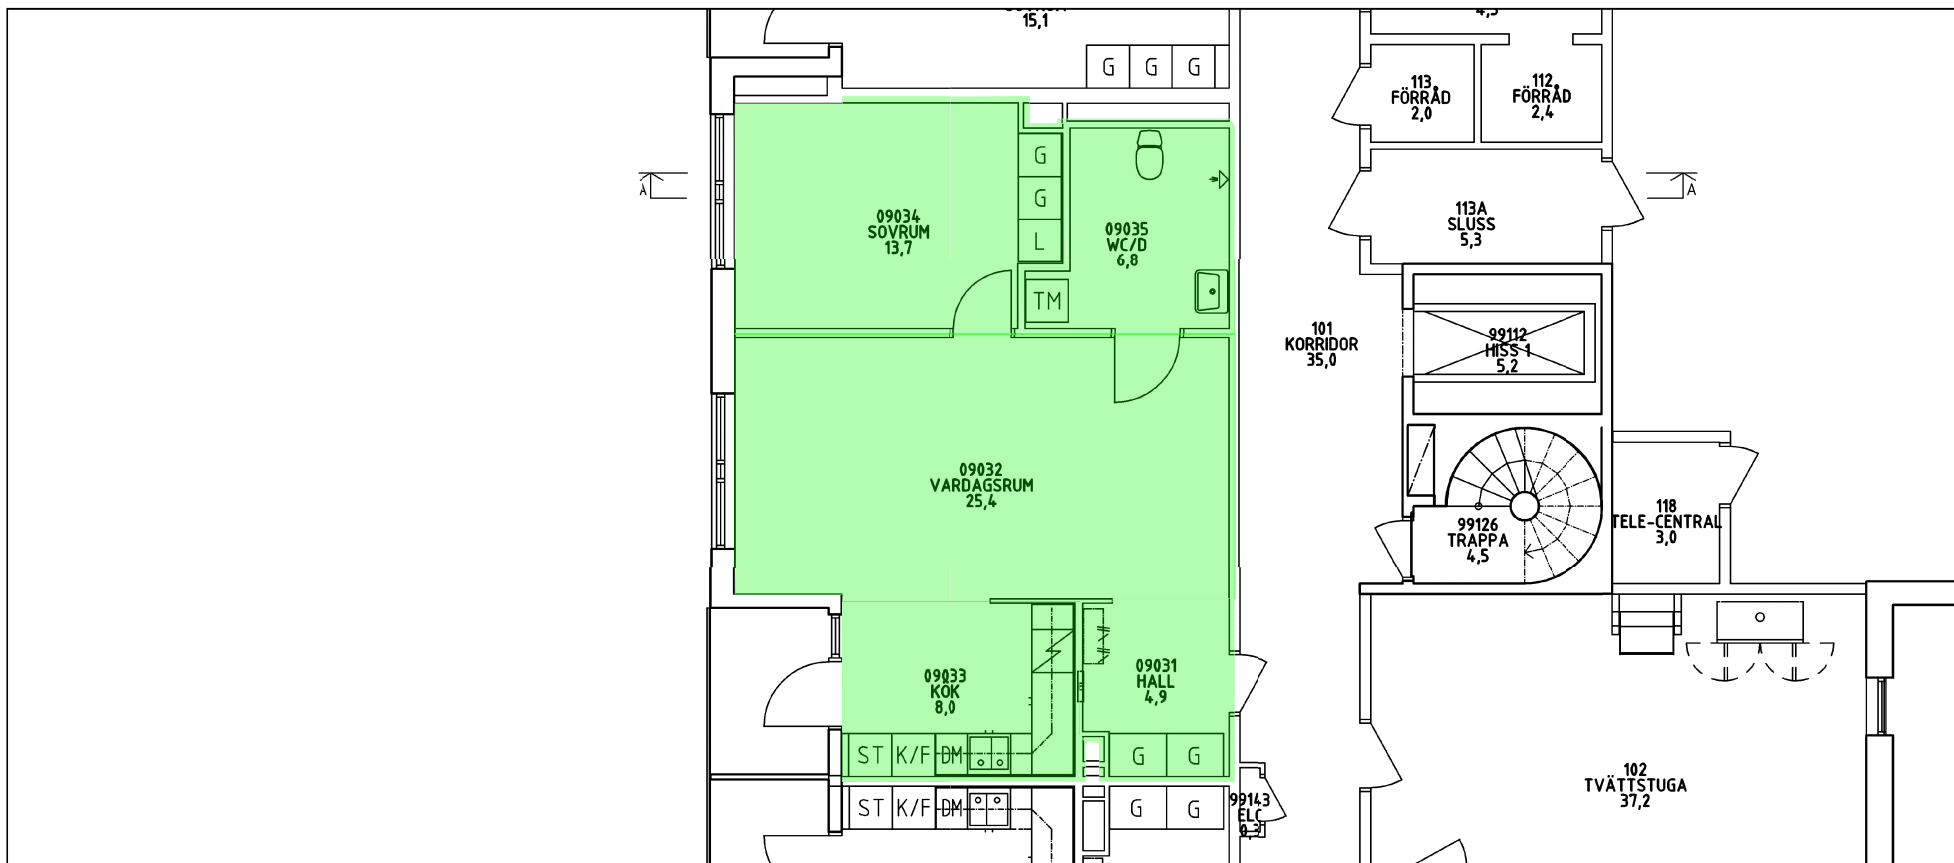 15,1
G G G
113
FÖRRÅD
2,0
112
FÖRRÅD
2,4
A
G
G
L
09034
SOVRUM
13,7
09035
WC/D
6,8
TM
113A
SLUSS
5,3
A
101
KORRIDOR
35,0
99112
HISS 1
5,2
09032
VARDAGSRUM
25,4
99126
TRAPPA
4,5
118
TELE-CENTRAL
3,0
09033
KÖK
8,0
09031
HALL
4,9
ST K/F DM
G G
ST K/F DM
G G
99143
102
TVÄTTSTUGA
37,2